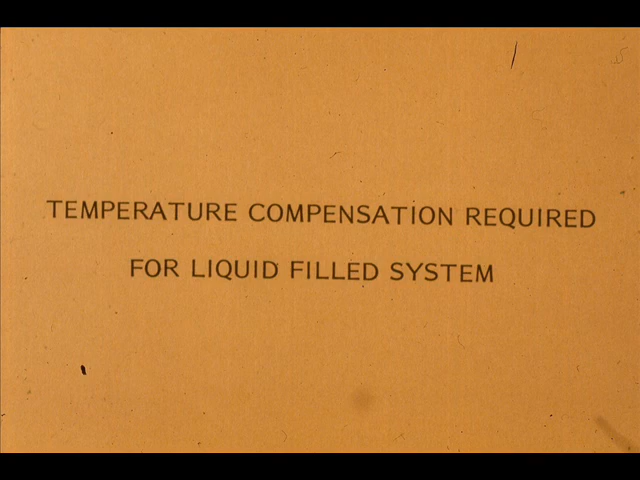 TEMPERATURE COMPENSATION REQUIRED
FOR LIQUID FILLED SYSTEM